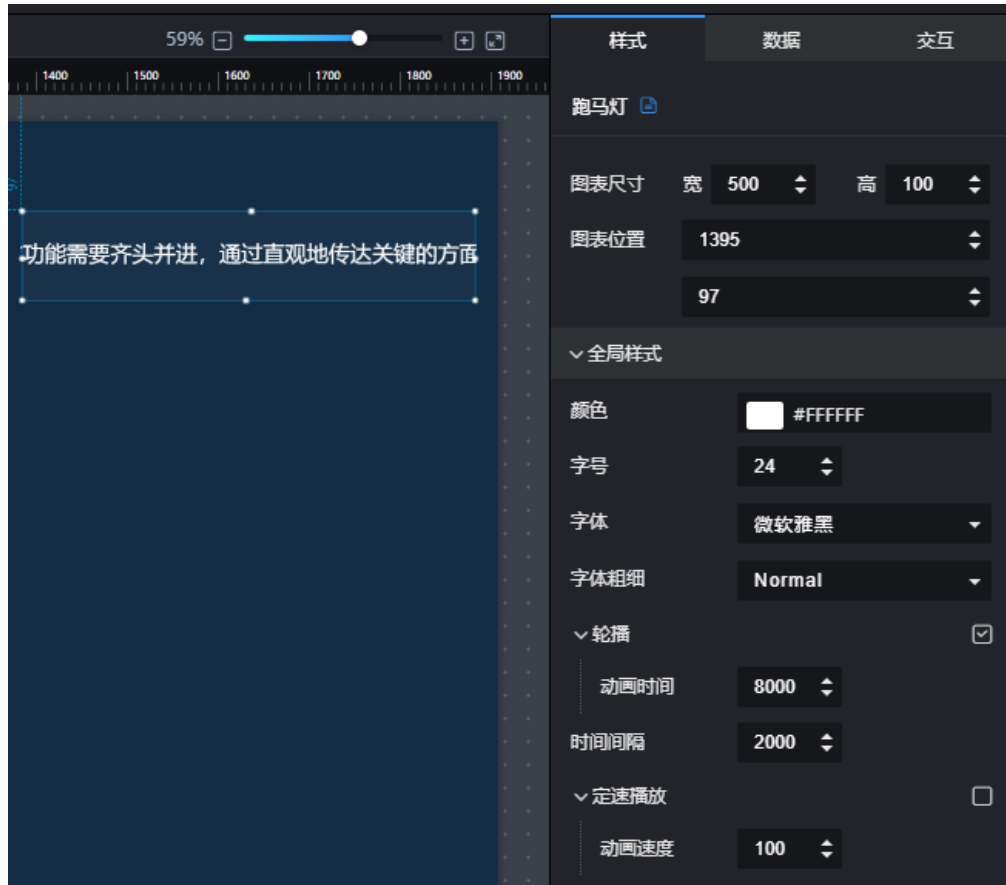 59%
1400 1500 1600 1700 1800 1900
97
功能需要齐头并进，通过直观地传达关键的方面
样式 数据 交互
跑马灯
图表尺寸 宽 500 高 100
图表位置 1395
97
全局样式
颜色 #FFFFFF
字号 24
字体 微软雅黑
字体粗细 Normal
轮播
动画时间 8000
时间间隔 2000
定速播放
动画速度 100